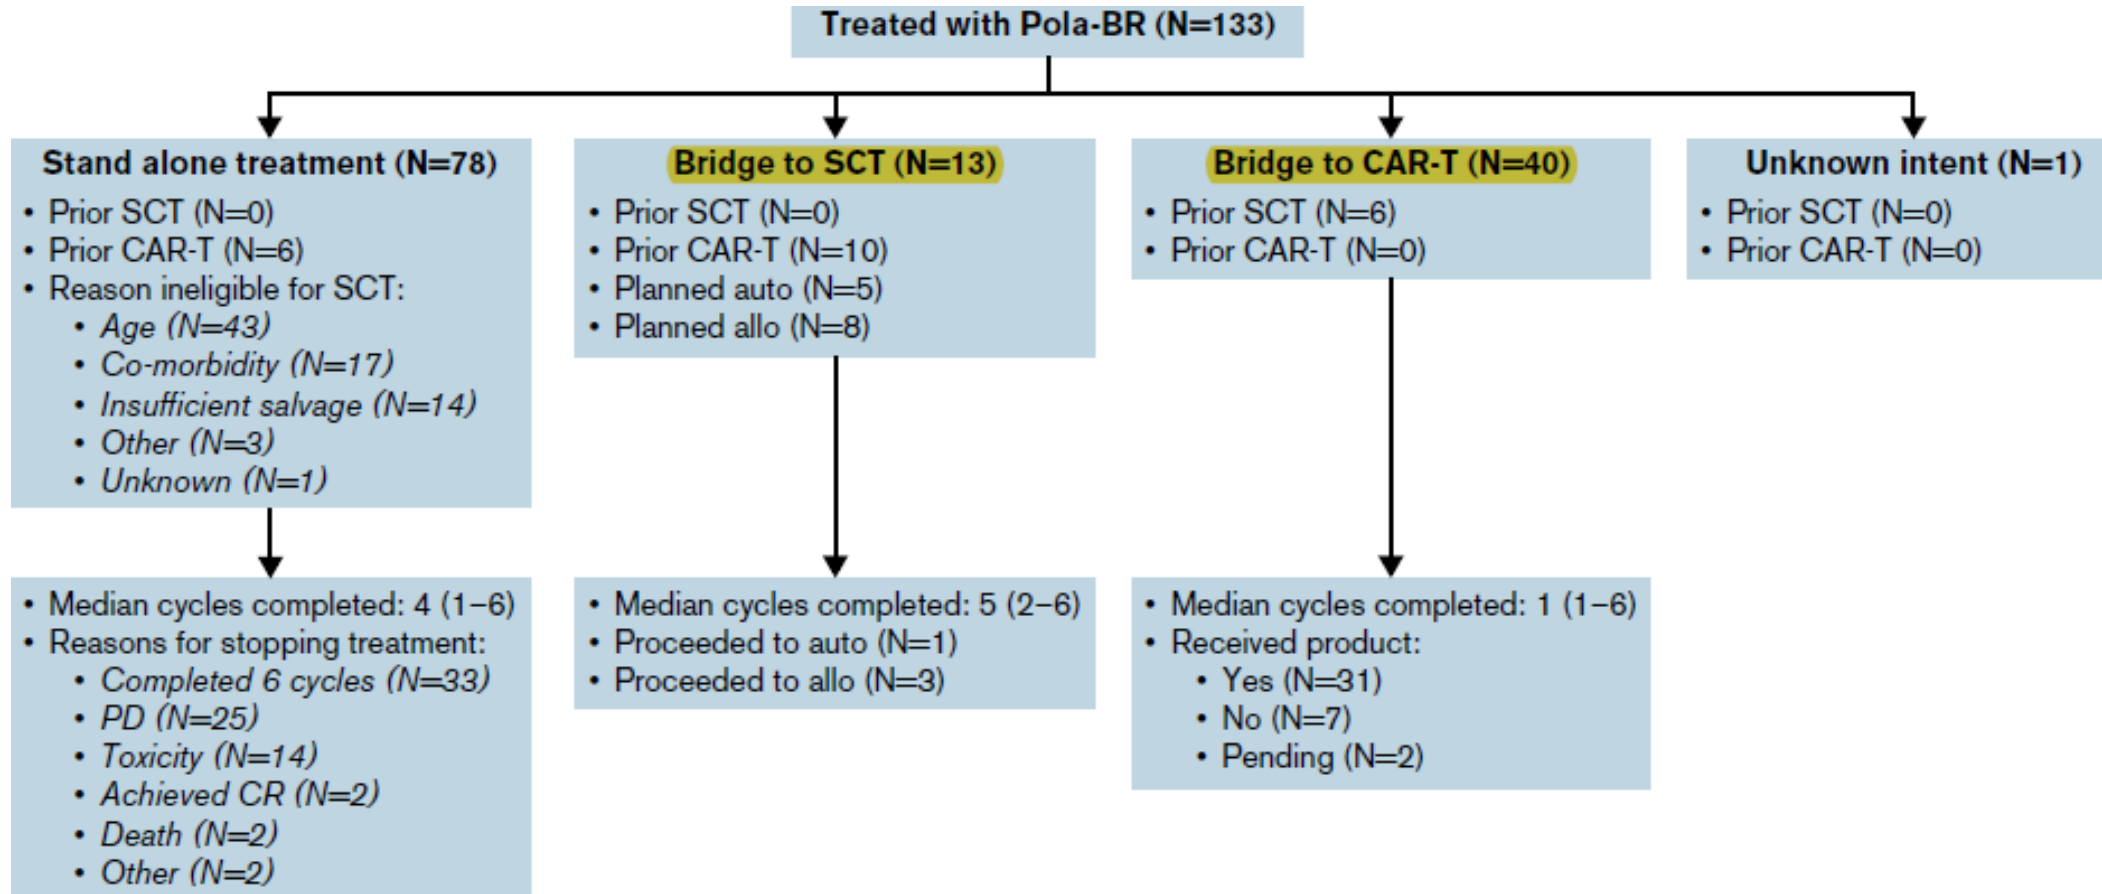 Treated with Pola-BR (N=133)
Stand alone treatment (N=78)
• Prior SCT (N=0)
• Prior CAR-T (N=6)
• Reason ineligible for SCT:
• Age (N=43)
• Co-morbidity (N=17)
• Insufficient salvage (N=14)
• Other (N=3)
• Unknown (N=1)
Bridge to SCT (N=13)
• Prior SCT (N=0)
• Prior CAR-T (N=10)
• Planned auto (N=5)
• Planned allo (N=8)
Bridge to CAR-T (N=40)
• Prior SCT (N=6)
• Prior CAR-T (N=0)
Unknown intent (N=1)
• Prior SCT (N=0)
• Prior CAR-T (N=0)
• Median cycles completed: 4 (1–6)
• Reasons for stopping treatment:
• Completed 6 cycles (N=33)
• PD (N=25)
• Toxicity (N=14)
• Achieved CR (N=2)
• Death (N=2)
• Other (N=2)
• Median cycles completed: 5 (2–6)
• Proceeded to auto (N=1)
• Proceeded to allo (N=3)
• Median cycles completed: 1 (1–6)
• Received product:
• Yes (N=31)
• No (N=7)
• Pending (N=2)